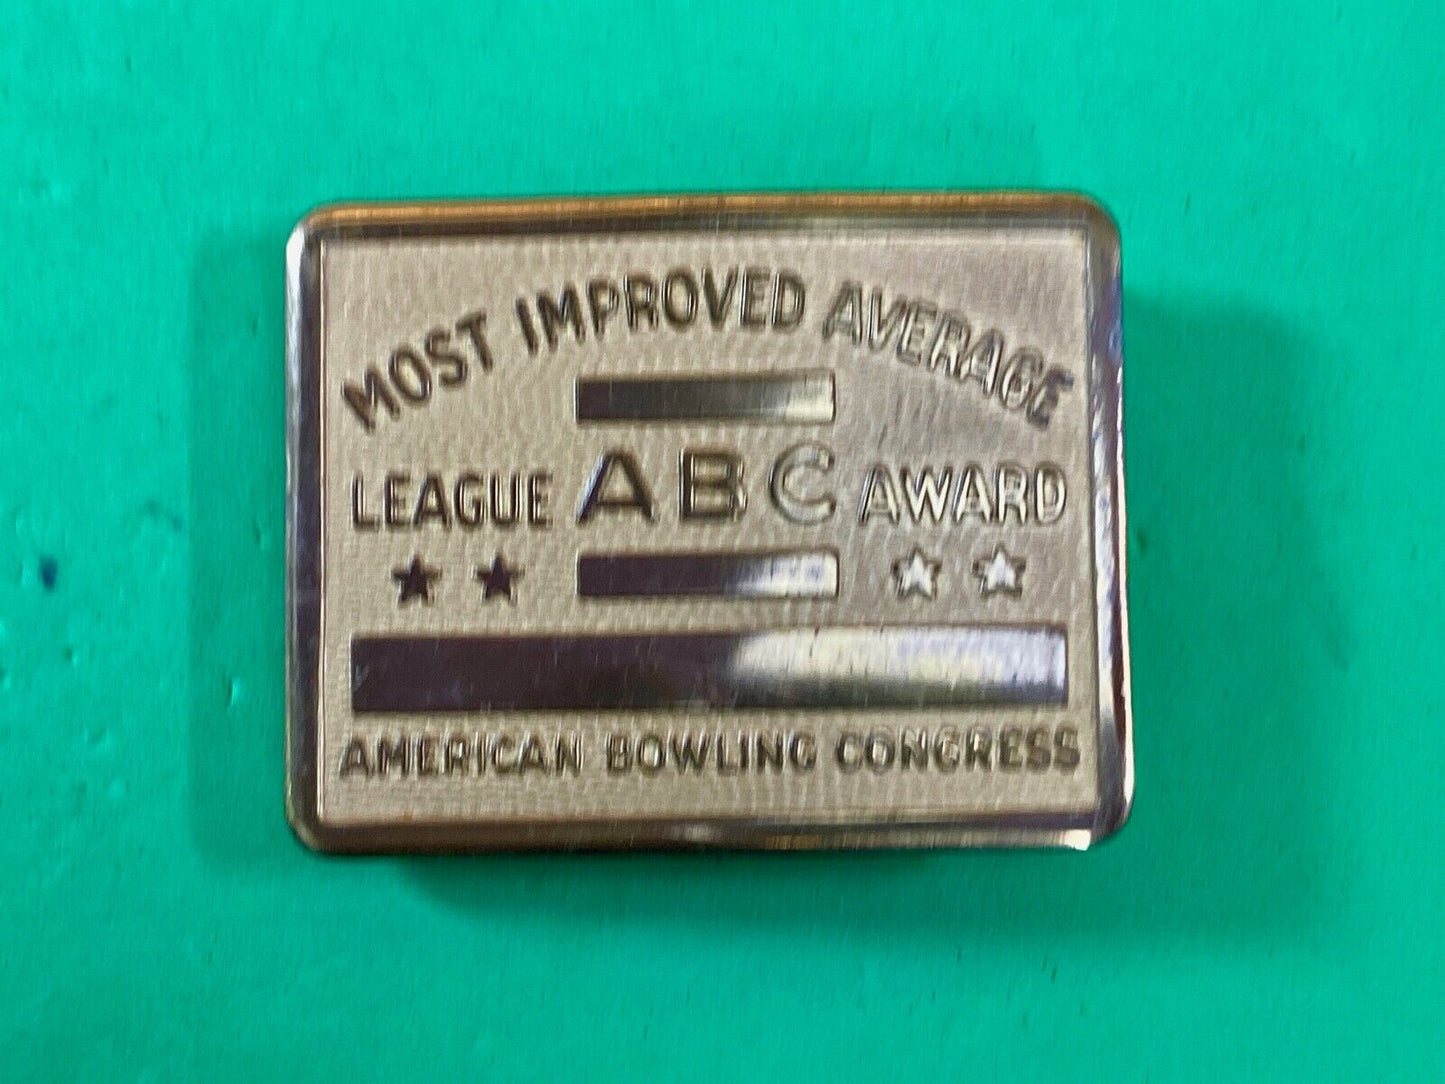 MOST IMPROVED AVERAGE
LEAGUE ABC AWARD
AMERICAN BOWLING CONGRESS